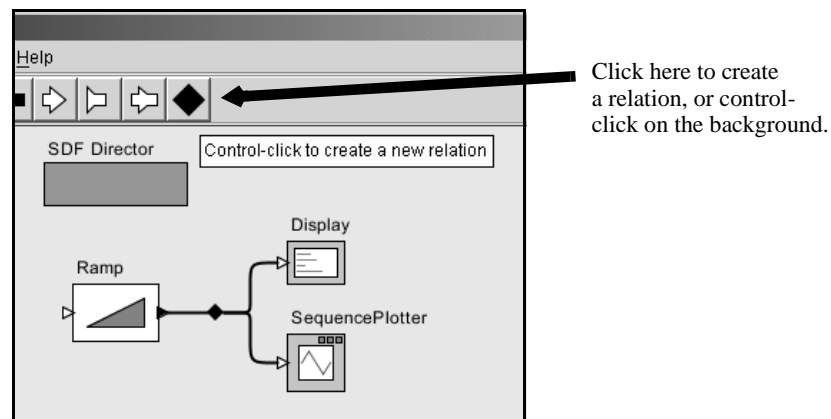 Help
Click here to create
a relation, or control-
click on the background.
SDF Director
Control-click to create a new relation
Display
Ramp
SequencePlotter